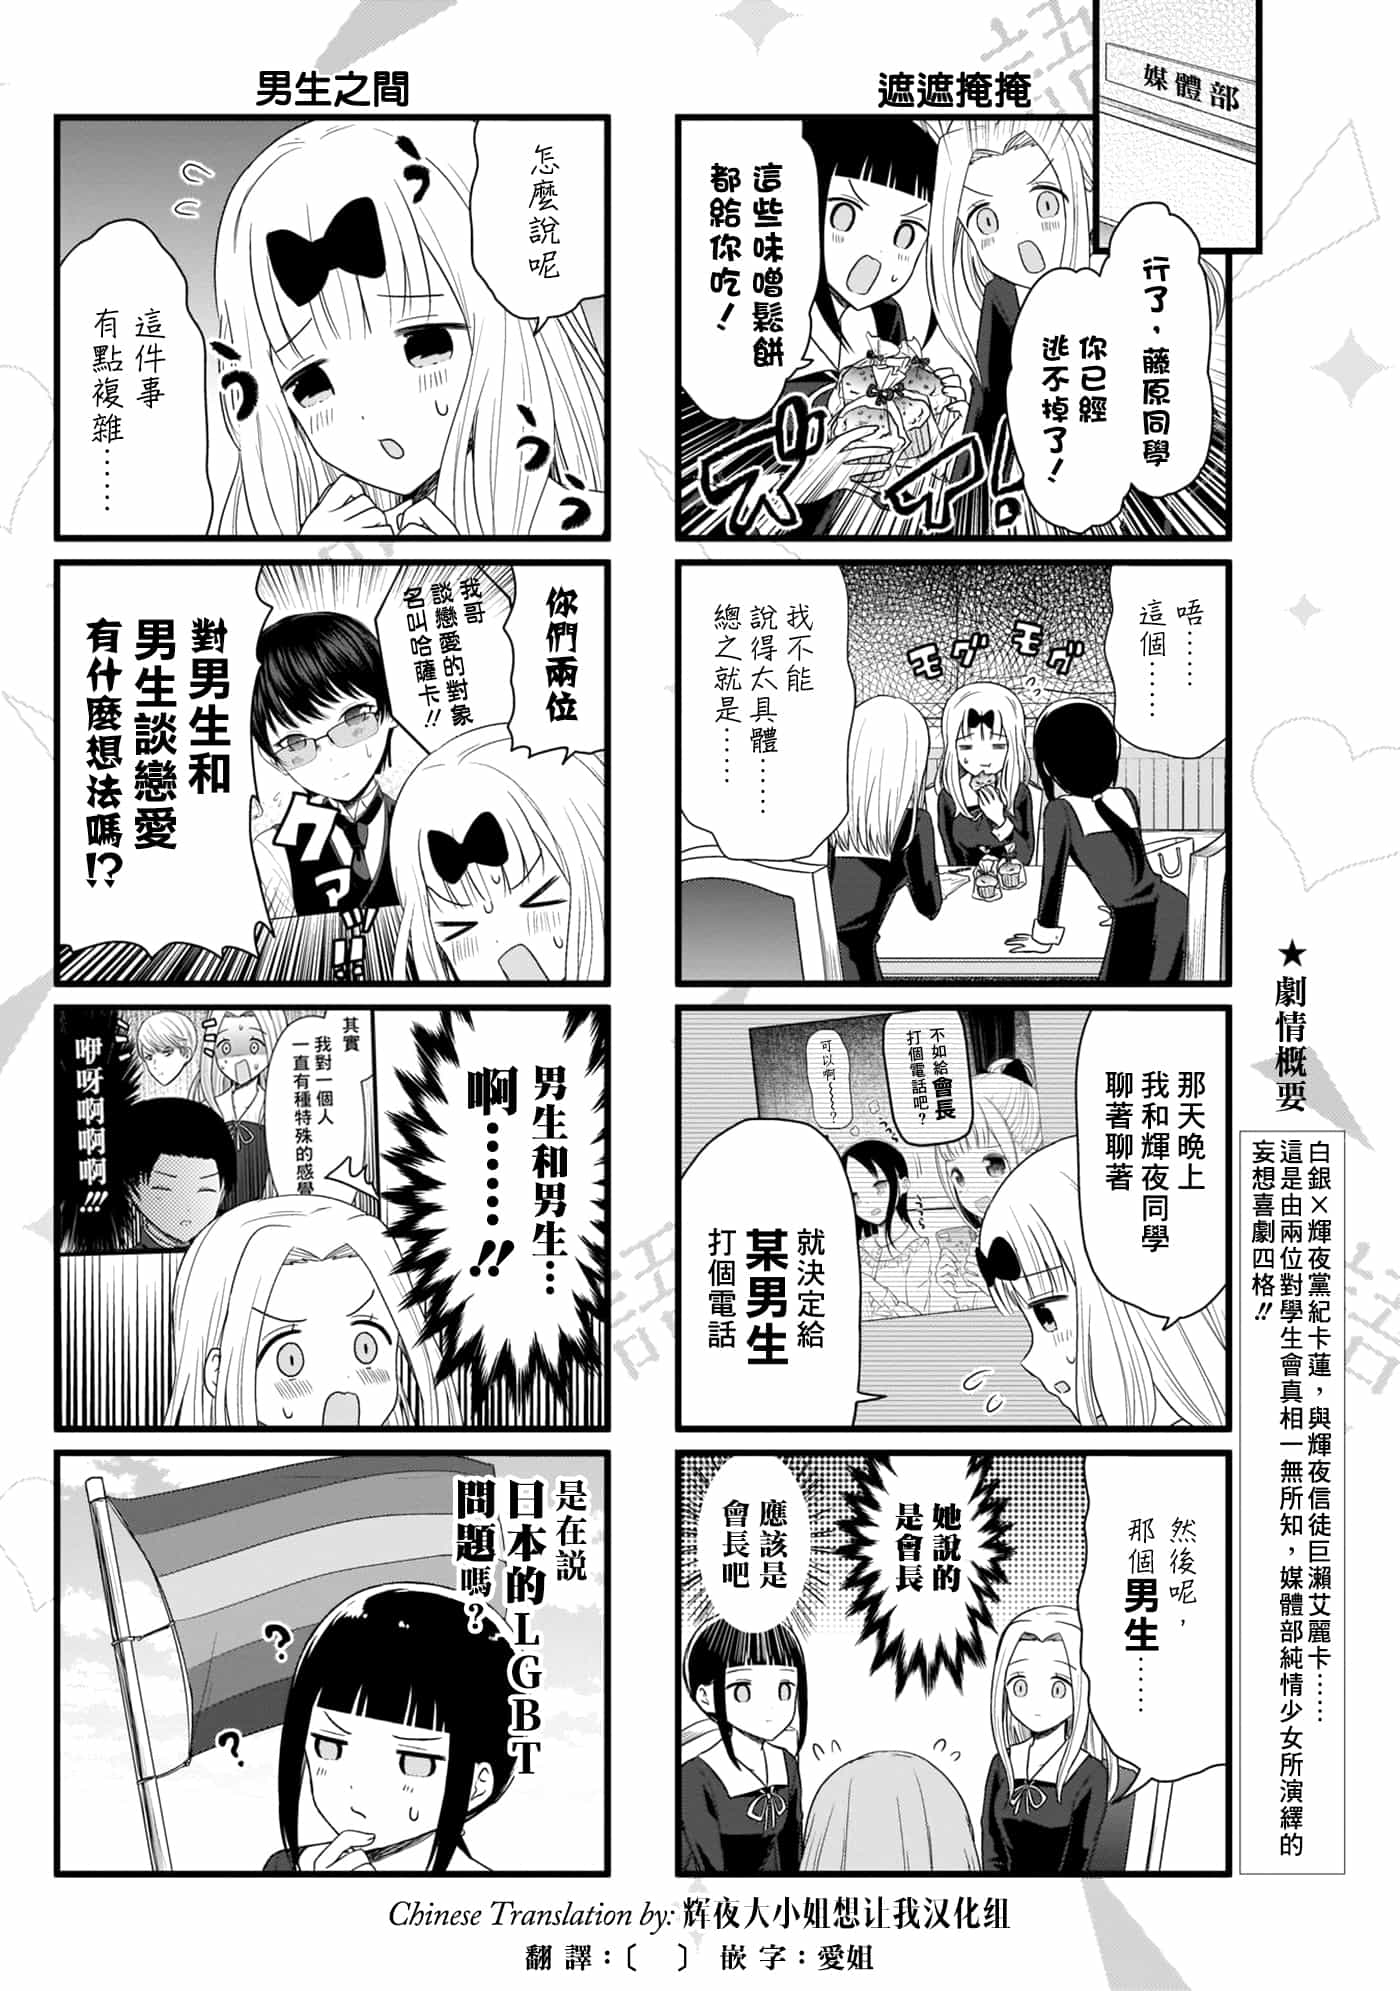 媒體部
遮遮掩掩
行了，藤原同學
你已經
逃不掉了！
這些味噌鬆餅
都給你吃！
ズズ
イ！
唔……
這個……
モグ
モグ
我不能
說得太具體……
總之就是……
那天晚上
我和輝夜同學
聊著聊著
不如給會長
打個電話吧？
可以啊～～～？
就決定給
某男生
打個電話
然後呢，
那個男生……
她說的
是會長
應該是
會長吧
男生之間
怎麼說呢
這件事
有點複雜……
你們兩位
我哥
談戀愛的對象
名叫哈薩卡!!
對男生和
男生談戀愛
有什麼想法嗎!?
グ
ァ
男生和男生…
啊………!!
其實
我對一個人
一直有種特殊的感覺
咿呀啊啊啊!!!
是在說
日本的LGBT
問題嗎？
?
?
★劇情概要
白銀×輝夜黨紀卡蓮，與輝夜信徒巨瀨艾麗卡……
這是由兩位對學生會真相一無所知，媒體部純情少女所演繹的
妄想喜劇四格!!
Chinese Translation by: 辉夜大小姐想让我汉化组
翻譯：〔　〕 嵌字：愛姐